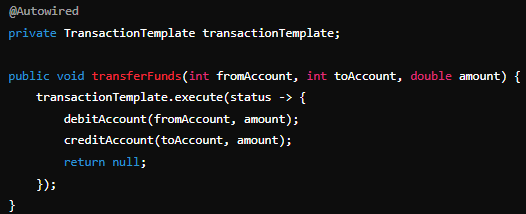 @Autowired
private TransactionTemplate transactionTemplate;

public void transferFunds(int fromAccount, int toAccount, double amount) {
    transactionTemplate.execute(status -> {
        debitAccount(fromAccount, amount);
        creditAccount(toAccount, amount);
        return null;
    });
}